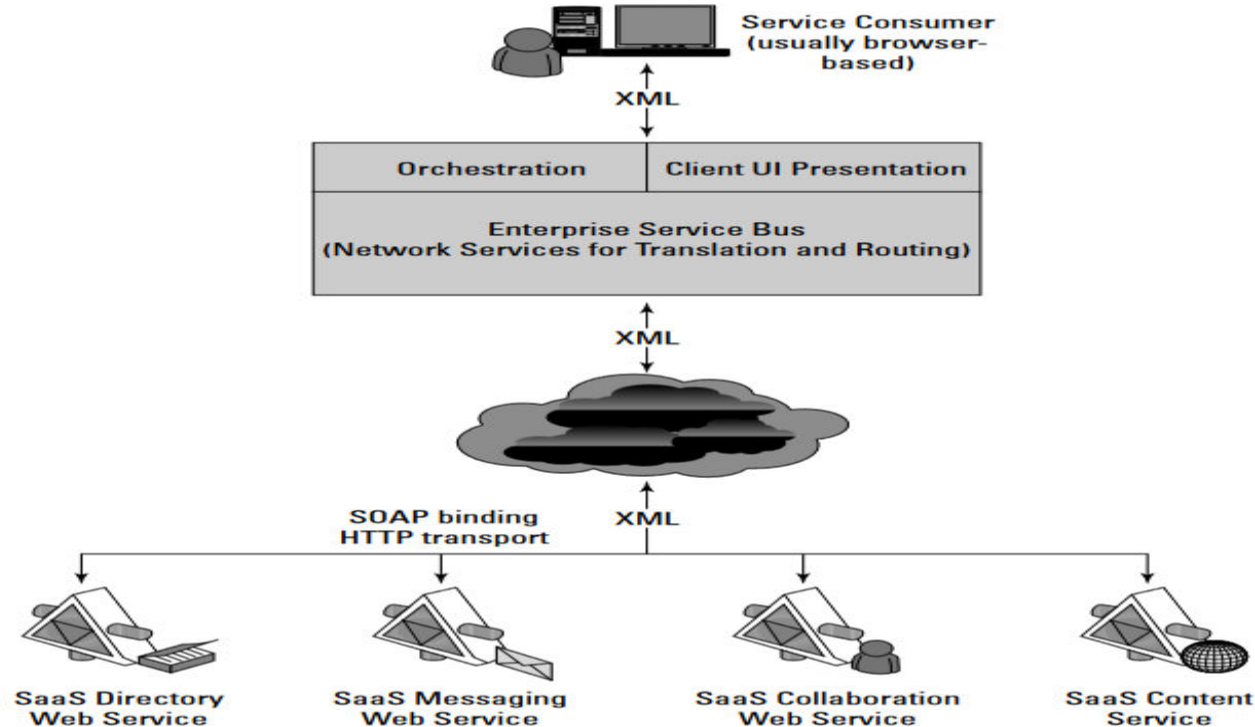 Service Consumer
(usually browser-
based)
XML
Orchestration
Client UI Presentation
Enterprise Service Bus
(Network Services for Translation and Routing)
XML
SOAP binding
HTTP transport
XML
SaaS Directory
Web Service
SaaS Messaging
Web Service
SaaS Collaboration
Web Service
SaaS Content
Service